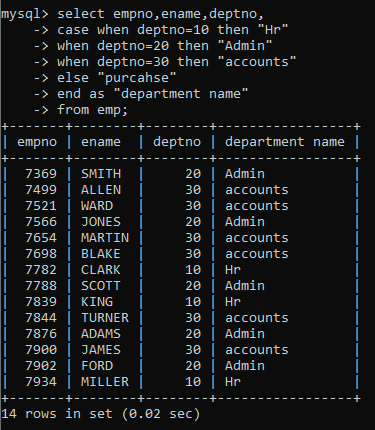 mysql> select empno,ename,deptno,
    -> case when deptno=10 then "Hr"
    -> when deptno=20 then "Admin"
    -> when deptno=30 then "accounts"
    -> else "purcahse"
    -> end as "department name"
    -> from emp;
+-------+--------+--------+-----------------+
| empno | ename  | deptno | department name |
+-------+--------+--------+-----------------+
|  7369 | SMITH  |     20 | Admin           |
|  7499 | ALLEN  |     30 | accounts        |
|  7521 | WARD   |     30 | accounts        |
|  7566 | JONES  |     20 | Admin           |
|  7654 | MARTIN |     30 | accounts        |
|  7698 | BLAKE  |     30 | accounts        |
|  7782 | CLARK  |     10 | Hr              |
|  7788 | SCOTT  |     20 | Admin           |
|  7839 | KING   |     10 | Hr              |
|  7844 | TURNER |     30 | accounts        |
|  7876 | ADAMS  |     20 | Admin           |
|  7900 | JAMES  |     30 | accounts        |
|  7902 | FORD   |     20 | Admin           |
|  7934 | MILLER |     10 | Hr              |
+-------+--------+--------+-----------------+
14 rows in set (0.02 sec)